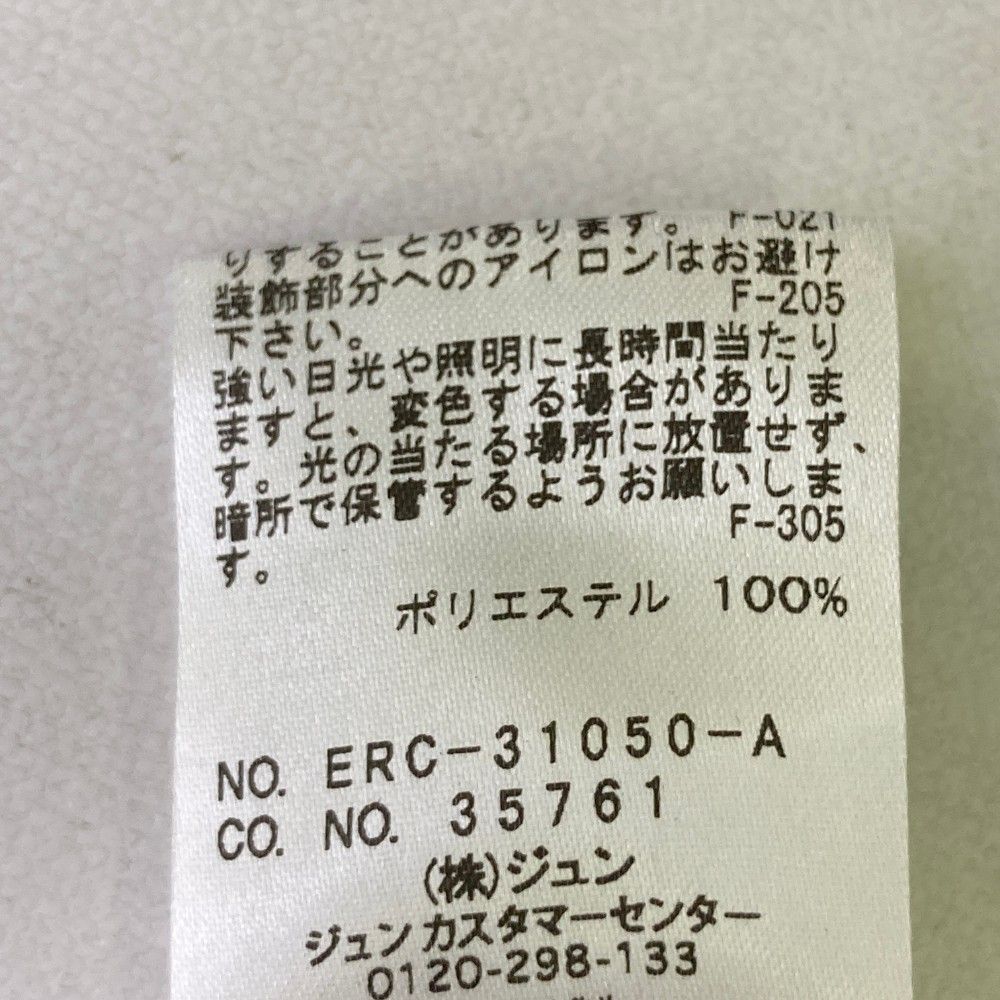 りすることがあります。 F-021
装飾部分へのアイロンはお避け
下さい。 F-205
強い日光や照明に長時間当たり
ますと、変色する場合がありま
す。光の当たる場所に放置せず、
暗所で保管するようお願いしま
す。 F-305
ポリエステル 100%
NO. ERC-31050-A
CO. NO. 35761
(株)ジュン
ジュンカスタマーセンター
0120-298-133